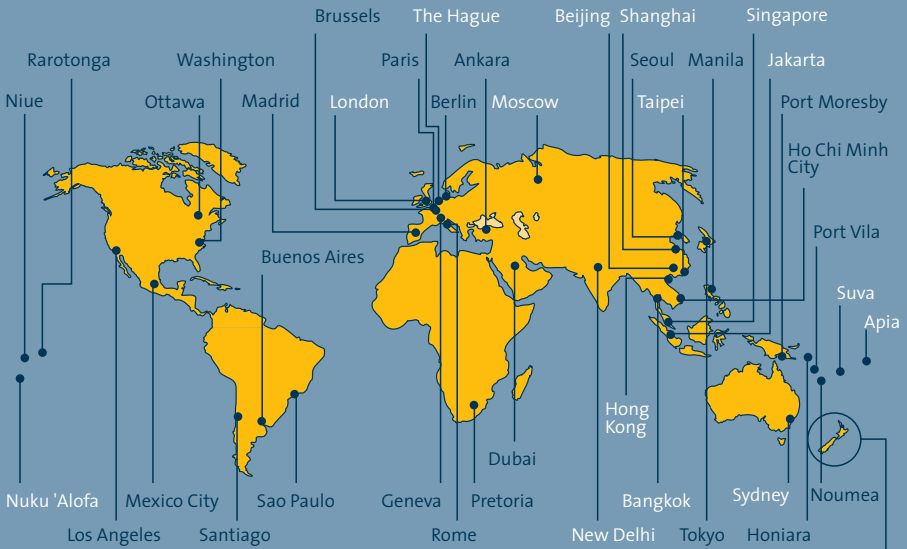 Brussels The Hague Beijing Shanghai Singapore
Rarotonga Washington Paris Ankara Seoul Manila Jakarta
Niue Ottawa Madrid London Berlin Moscow Taipei Port Moresby
Ho Chi Minh
City
Port Vila
Buenos Aires
Suva
Apia
Hong
Kong
Dubai
Nuku 'Alofa Mexico City Sao Paulo Geneva Pretoria Bangkok Sydney Noumea
Los Angeles Santiago Rome New Delhi Tokyo Honiara